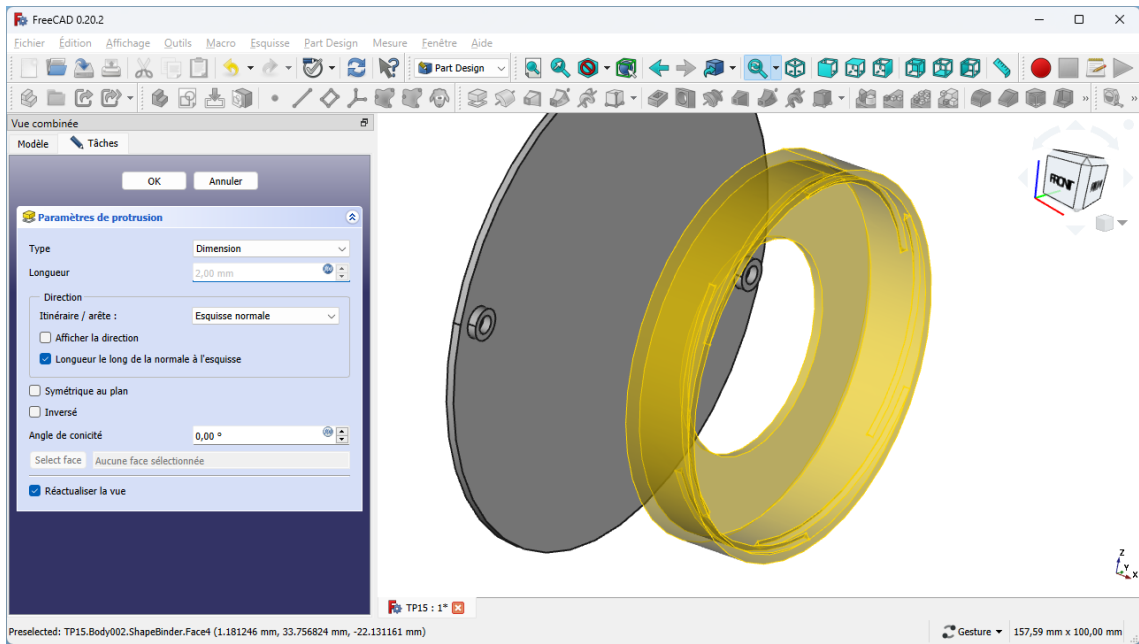 FreeCAD 0.20.2
Fichier Édition Affichage Outils Macro Esquisse Part Design Mesure Fenêtre Aide
Part Design
Vue combinée
Modèle Tâches
OK Annuler
Paramètres de protrusion
Type Dimension
Longueur 2,00 mm
Direction
Itinéraire / arête : Esquisse normale
Afficher la direction
Longueur le long de la normale à l'esquisse
Symétrique au plan
Inversé
Angle de conicité 0,00 °
Select face Aucune face sélectionnée
Réactualiser la vue
FRONT
Z
Y
X
TP15 : 1*
Preselected: TP15.Body002.ShapeBinder.Face4 (1.181246 mm, 33.756824 mm, -22.131161 mm)
Gesture 157,59 mm x 100,00 mm